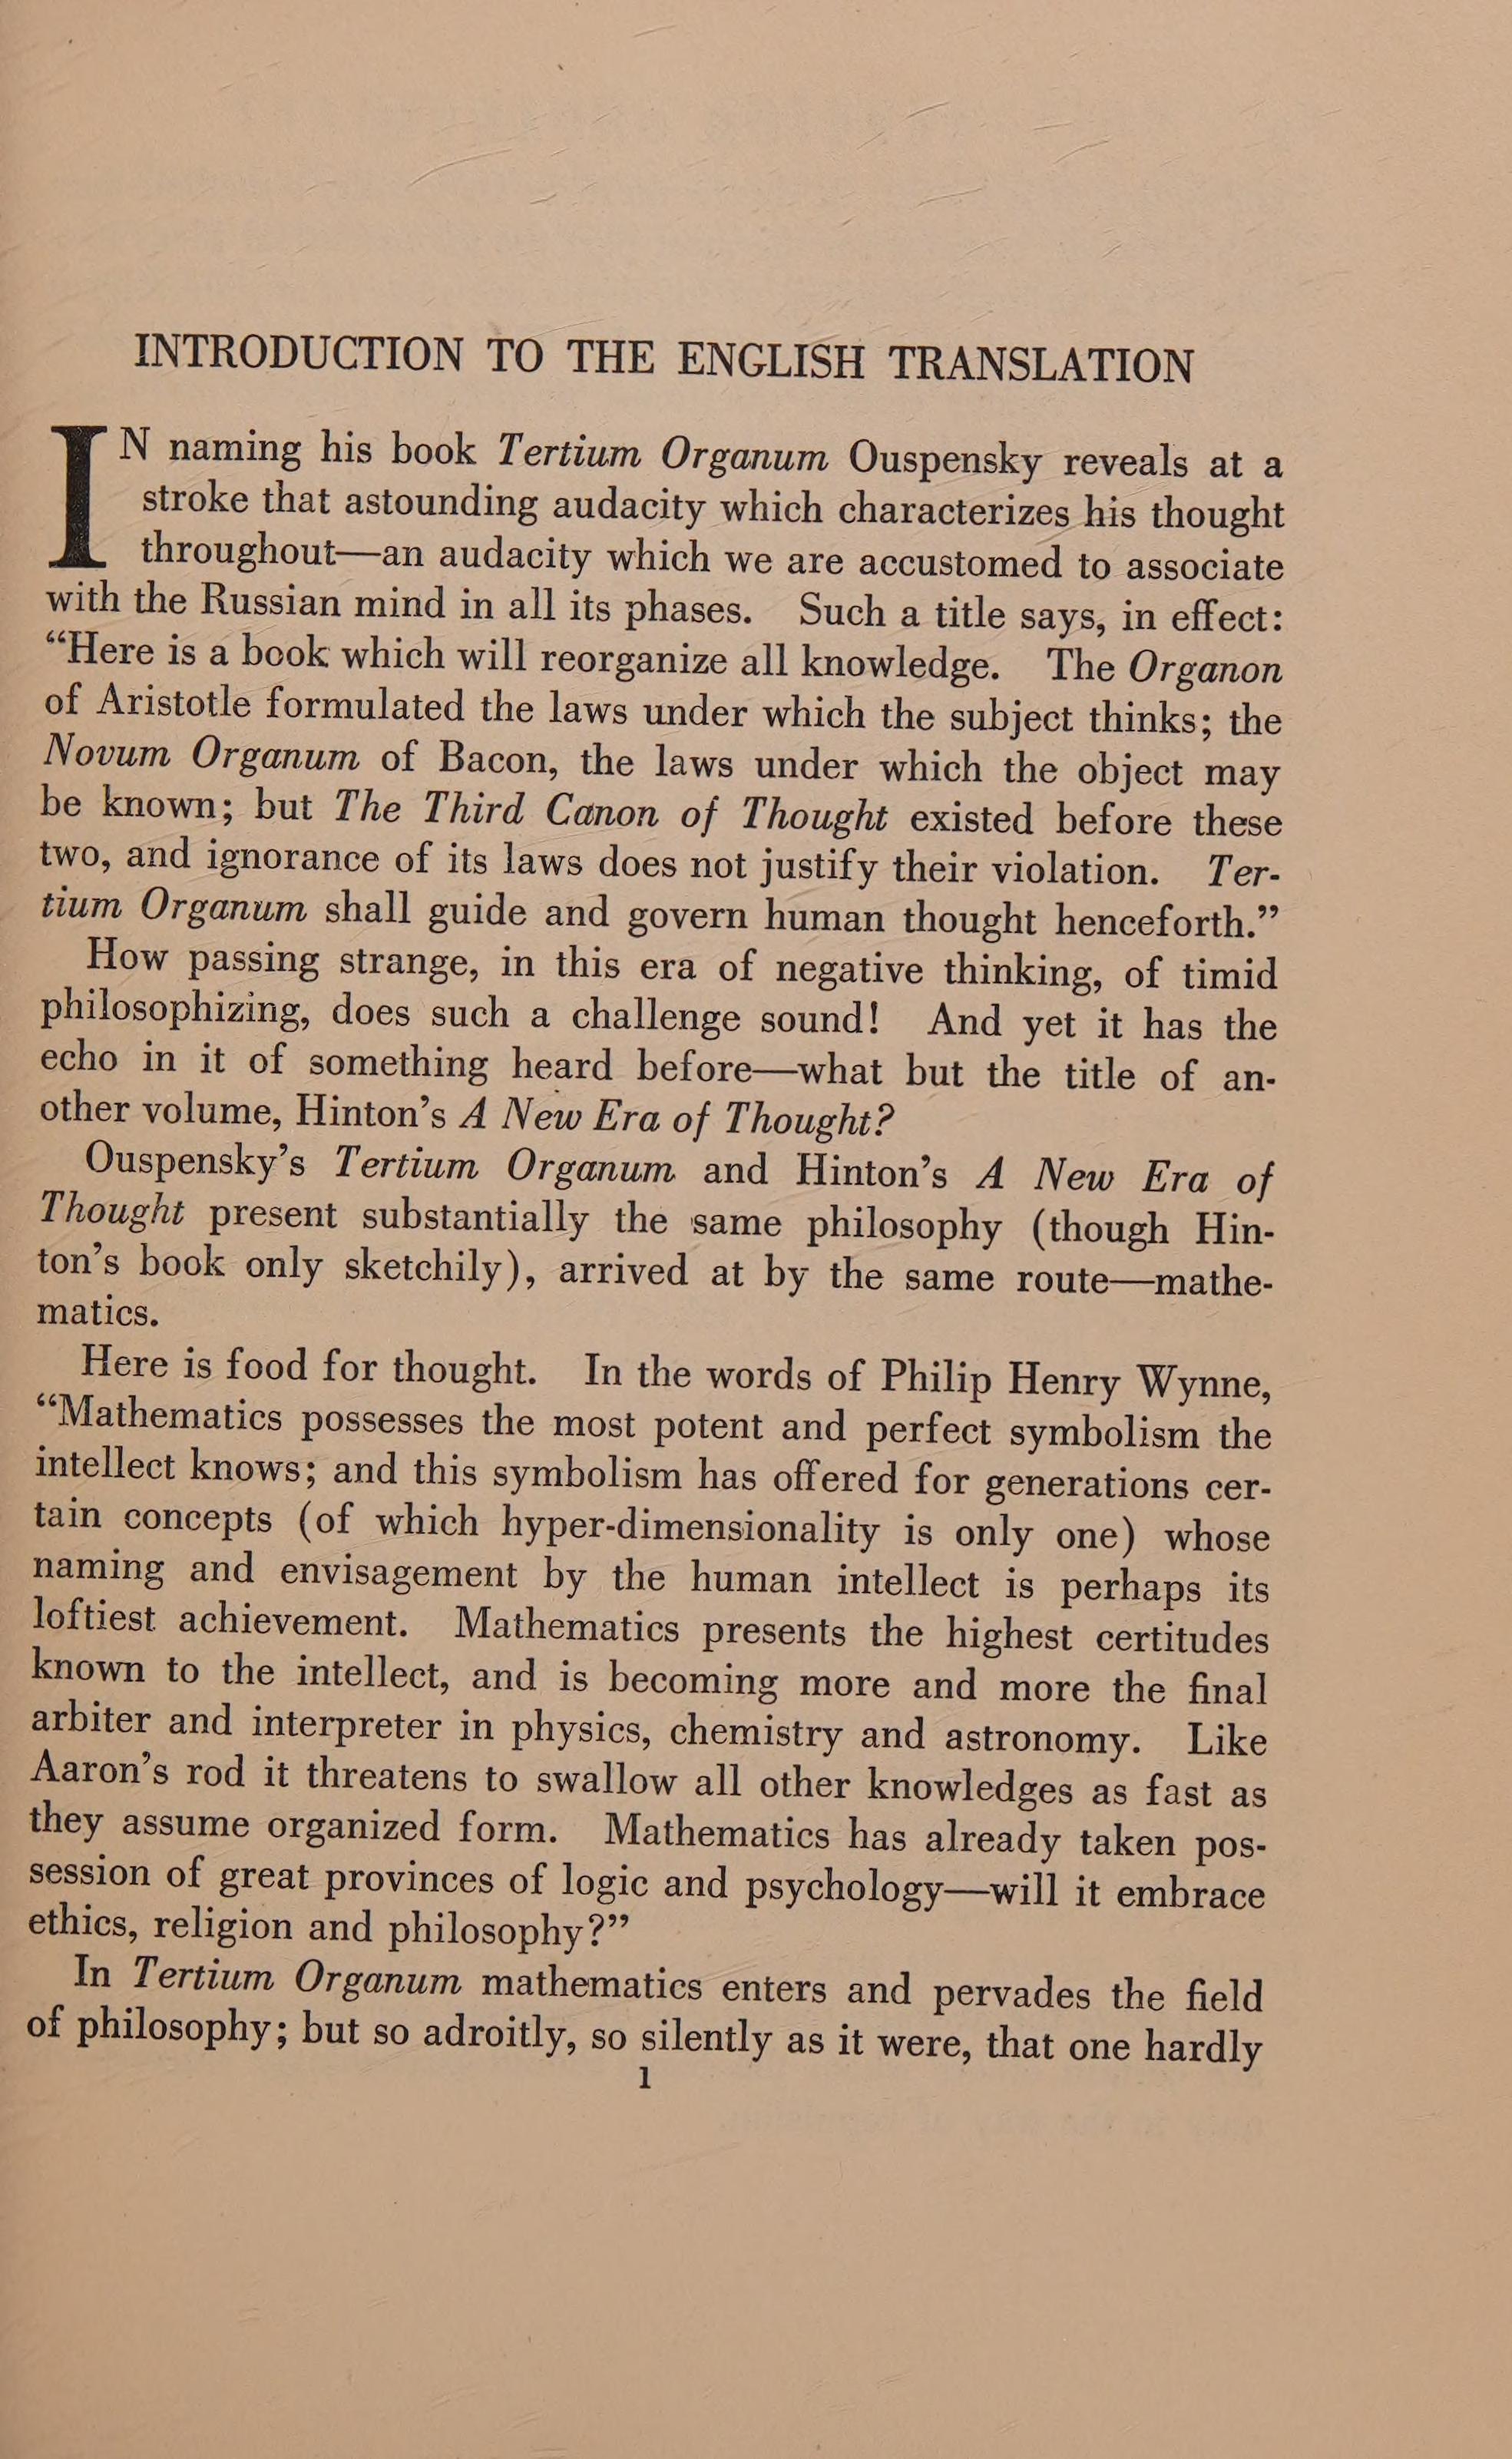 INTRODUCTION TO THE ENGLISH TRANSLATION
IN naming his book Tertium Organum Ouspensky reveals at a
stroke that astounding audacity which characterizes his thought
throughout—an audacity which we are accustomed to associate
with the Russian mind in all its phases. Such a title says, in effect:
“Here is a book which will reorganize all knowledge. The Organon
of Aristotle formulated the laws under which the subject thinks; the
Novum Organum of Bacon, the laws under which the object may
be known; but The Third Canon of Thought existed before these
two, and ignorance of its laws does not justify their violation. Ter-
tium Organum shall guide and govern human thought henceforth.”
How passing strange, in this era of negative thinking, of timid
philosophizing, does such a challenge sound! And yet it has the
echo in it of something heard before—what but the title of an-
other volume, Hinton’s A New Era of Thought?
Ouspensky’s Tertium Organum and Hinton’s A New Era of
Thought present substantially the same philosophy (though Hin-
ton’s book only sketchily), arrived at by the same route—mathe-
matics.
Here is food for thought. In the words of Philip Henry Wynne,
“Mathematics possesses the most potent and perfect symbolism the
intellect knows; and this symbolism has offered for generations cer-
tain concepts (of which hyper-dimensionality is only one) whose
naming and envisagement by the human intellect is perhaps its
loftiest achievement. Mathematics presents the highest certitudes
known to the intellect, and is becoming more and more the final
arbiter and interpreter in physics, chemistry and astronomy. Like
Aaron’s rod it threatens to swallow all other knowledges as fast as
they assume organized form. Mathematics has already taken pos-
session of great provinces of logic and psychology—will it embrace
ethics, religion and philosophy?”
In Tertium Organum mathematics enters and pervades the field
of philosophy; but so adroitly, so silently as it were, that one hardly
1